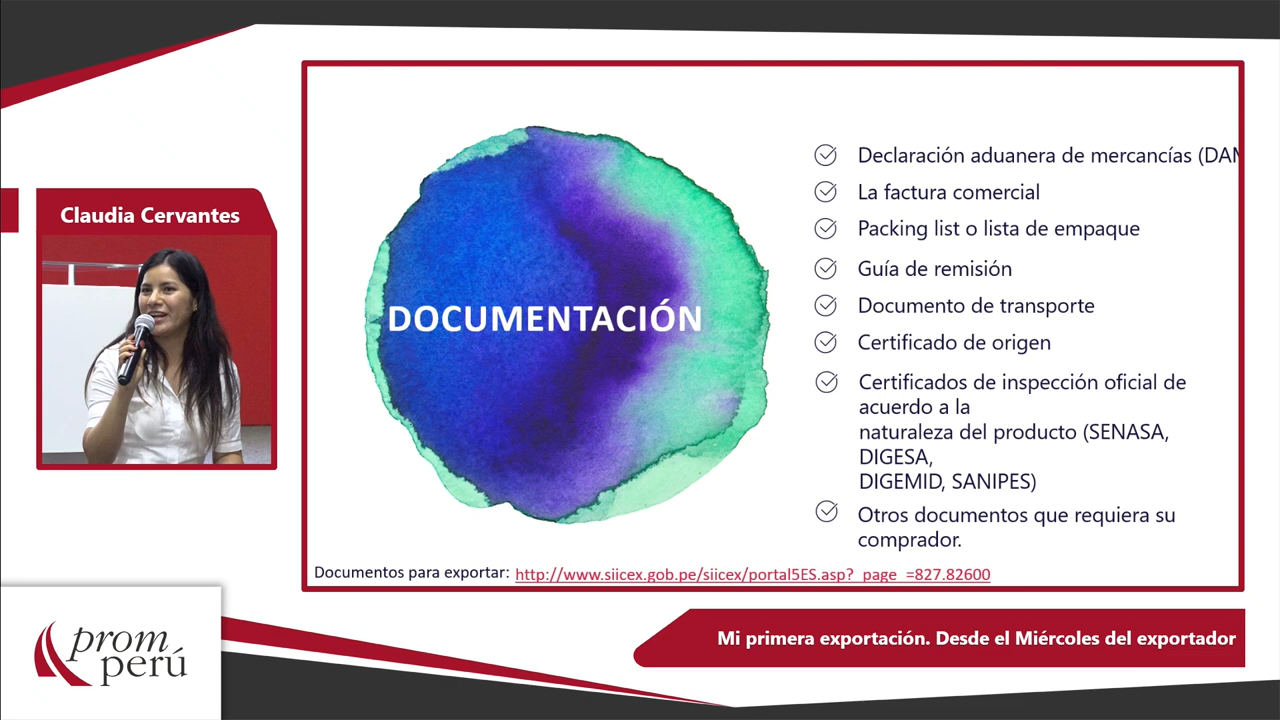 Claudia Cervantes
DOCUMENTACIÓN
Declaración aduanera de mercancías (DAM
La factura comercial
Packing list o lista de empaque
Guía de remisión
Documento de transporte
Certificado de origen
Certificados de inspección oficial de
acuerdo a la
naturaleza del producto (SENASA,
DIGESA,
DIGEMID, SANIPES)
Otros documentos que requiera su
comprador.
Documentos para exportar: http://www.siicex.gob.pe/siicex/portal5ES.asp?_page_=827.82600
Mi primera exportación. Desde el Miércoles del exportador
prom
perú